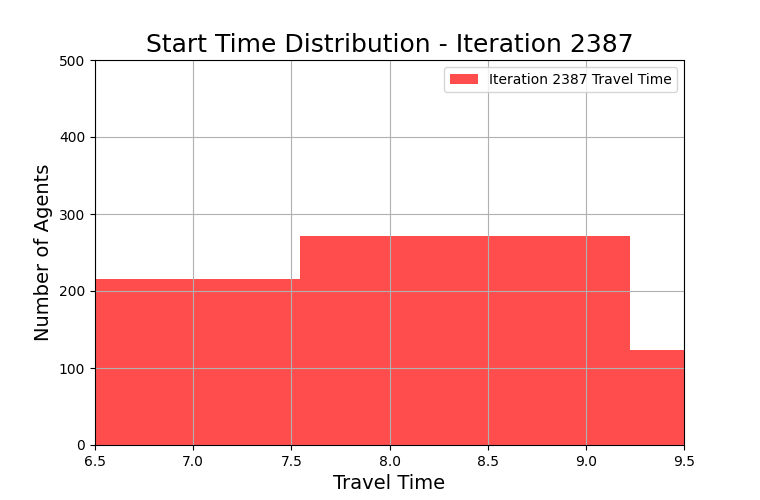 Start Time Distribution - Iteration 2387
500
Iteration 2387 Travel Time
400
300
200
100
0
Number of Agents
6.5 7.0 7.5 8.0 8.5 9.0 9.5
Travel Time